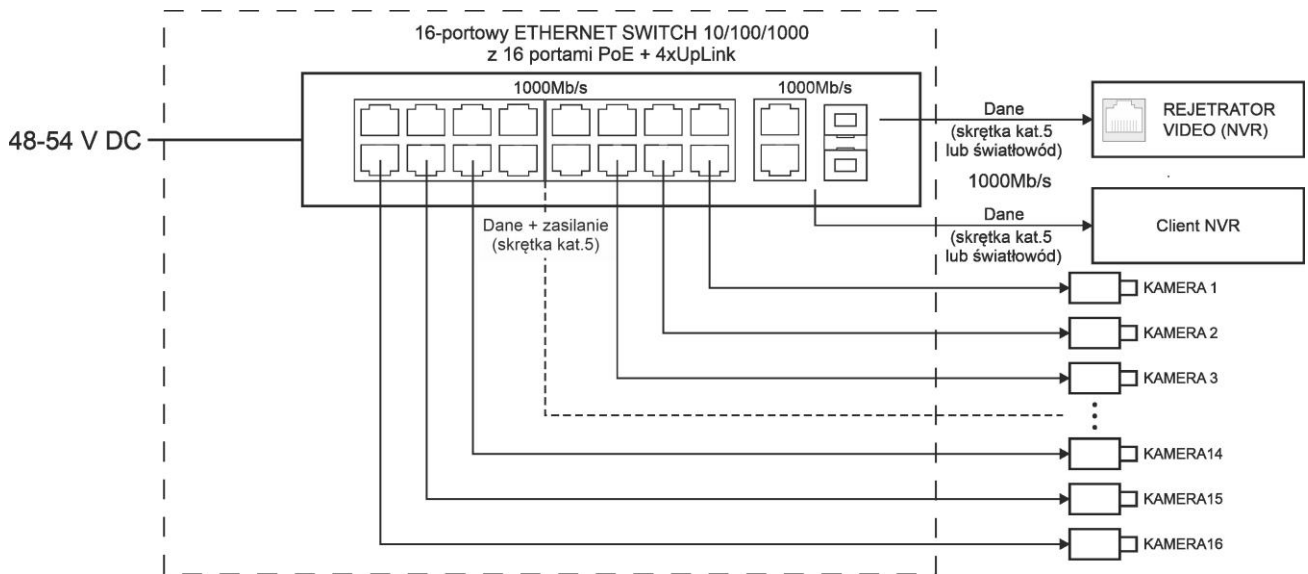 16-portowy ETHERNET SWITCH 10/100/1000
z 16 portami PoE + 4xUpLink
1000Mb/s
1000Mb/s
48-54 V DC
Dane
(skrętka kat.5
lub światłowód)
REJETRATOR
VIDEO (NVR)
1000Mb/s
Dane
(skrętka kat.5
lub światłowód)
Client NVR
Dane + zasilanie
(skrętka kat.5)
KAMERA 1
KAMERA 2
KAMERA 3
KAMERA14
KAMERA15
KAMERA16